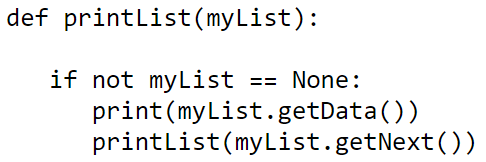 def printList(myList):
if not myList == None:
print(myList.getData())
printList(myList.getNext())